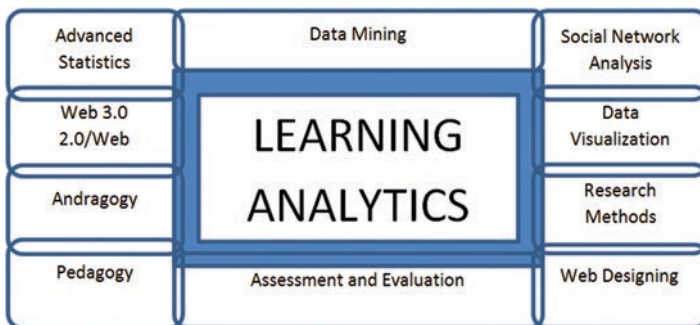 Advanced
Statistics
Data Mining
Social Network
Analysis
Web 3.0
2.0/Web
LEARNING
ANALYTICS
Data
Visualization
Andragogy
Research
Methods
Pedagogy
Assessment and Evaluation
Web Designing